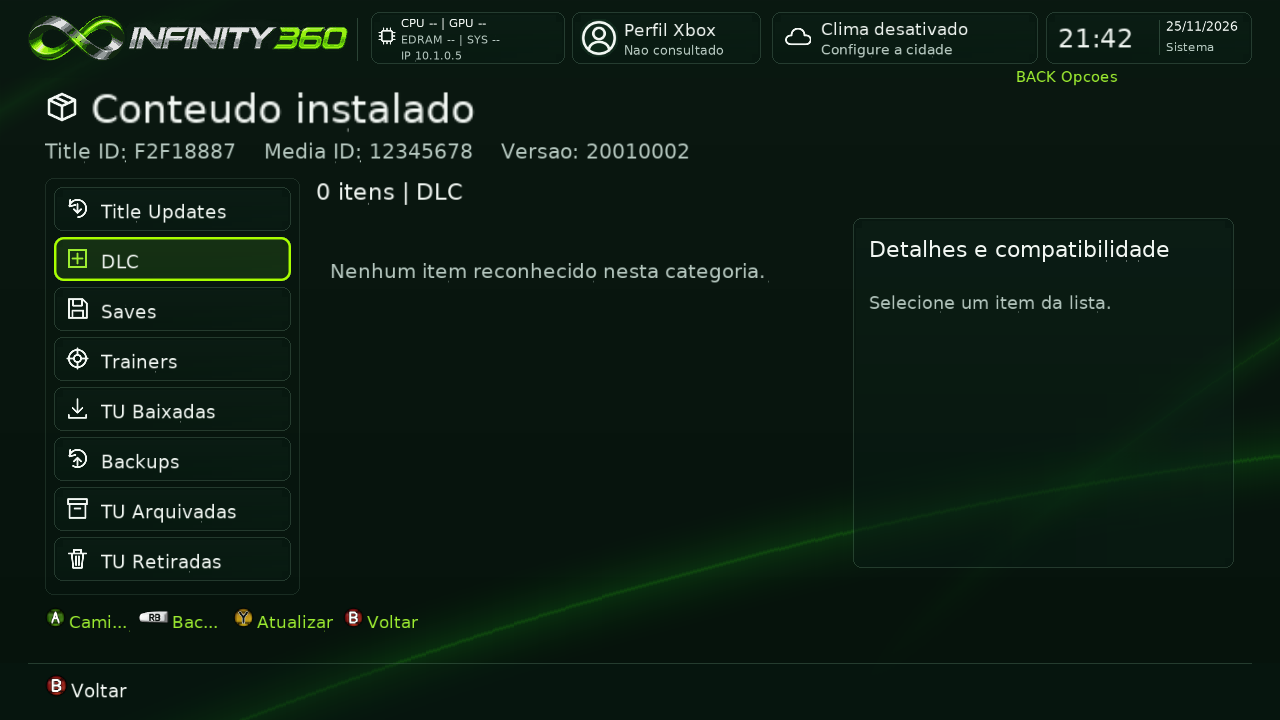 INFINITY 360
CPU -- | GPU --
EDRAM -- | SYS --
IP 10.1.0.5
Perfil Xbox
Nao consultado
Clima desativado
Configure a cidade
21:42
25/11/2026
Sistema
BACK Opcoes
Conteudo instalado
Title ID: F2F18887 Media ID: 12345678 Versao: 20010002
0 itens | DLC
Title Updates
DLC
Saves
Trainers
TU Baixadas
Backups
TU Arquivadas
TU Retiradas
Nenhum item reconhecido nesta categoria.
Detalhes e compatibilidade
Selecione um item da lista.
A Cami... RB Bac... Y Atualizar B Voltar
B Voltar